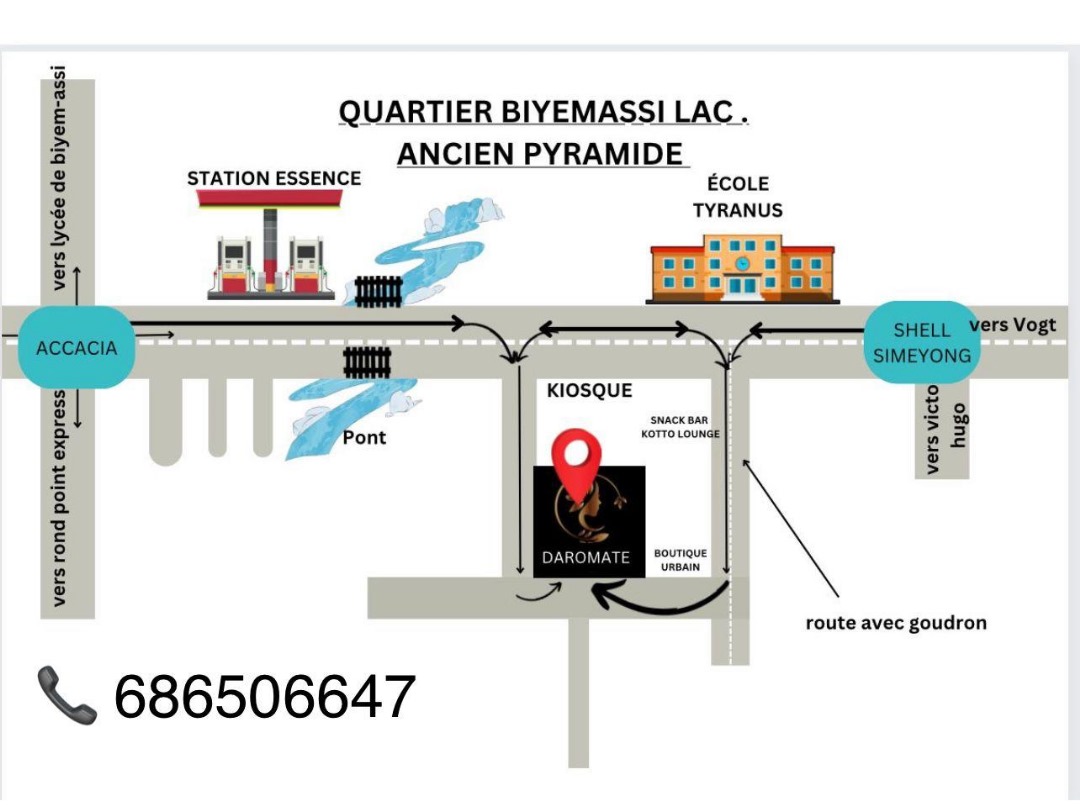 QUARTIER BIYEMASSI LAC .
ANCIEN PYRAMIDE
vers lycée de biyem-assi
STATION ESSENCE
ÉCOLE
TYRANUS
ACCACIA
SHELL
SIMEYONG
vers Vogt
KIOSQUE
SNACK BAR
KOTTO LOUNGE
Pont
vers rond point express
vers victo
hugo
DAROMATE
BOUTIQUE
URBAIN
route avec goudron
686506647